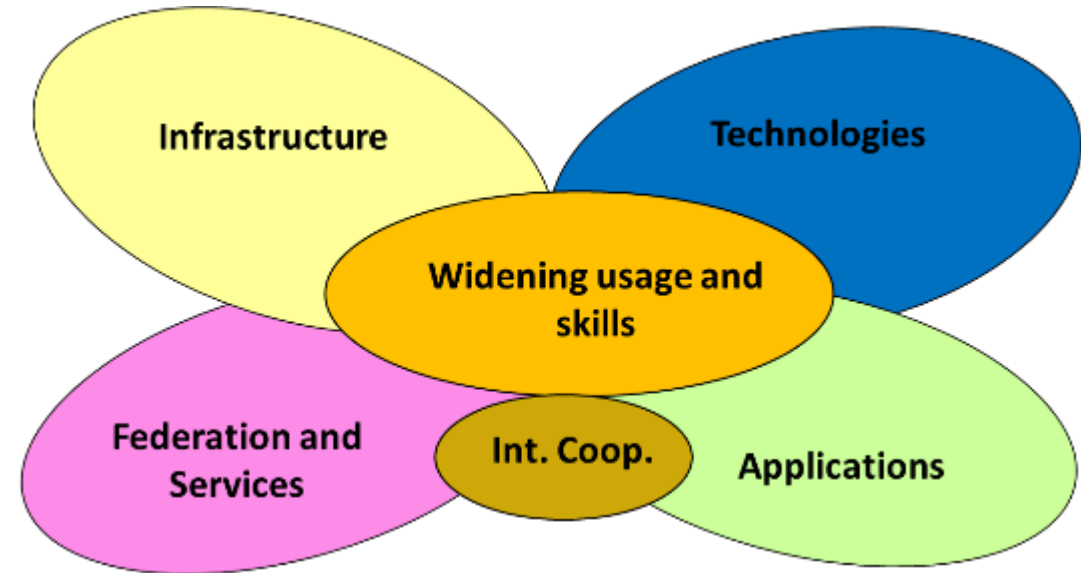 Infrastructure
Technologies
Widening usage and
skills
Federation and
Services
Int. Coop.
Applications